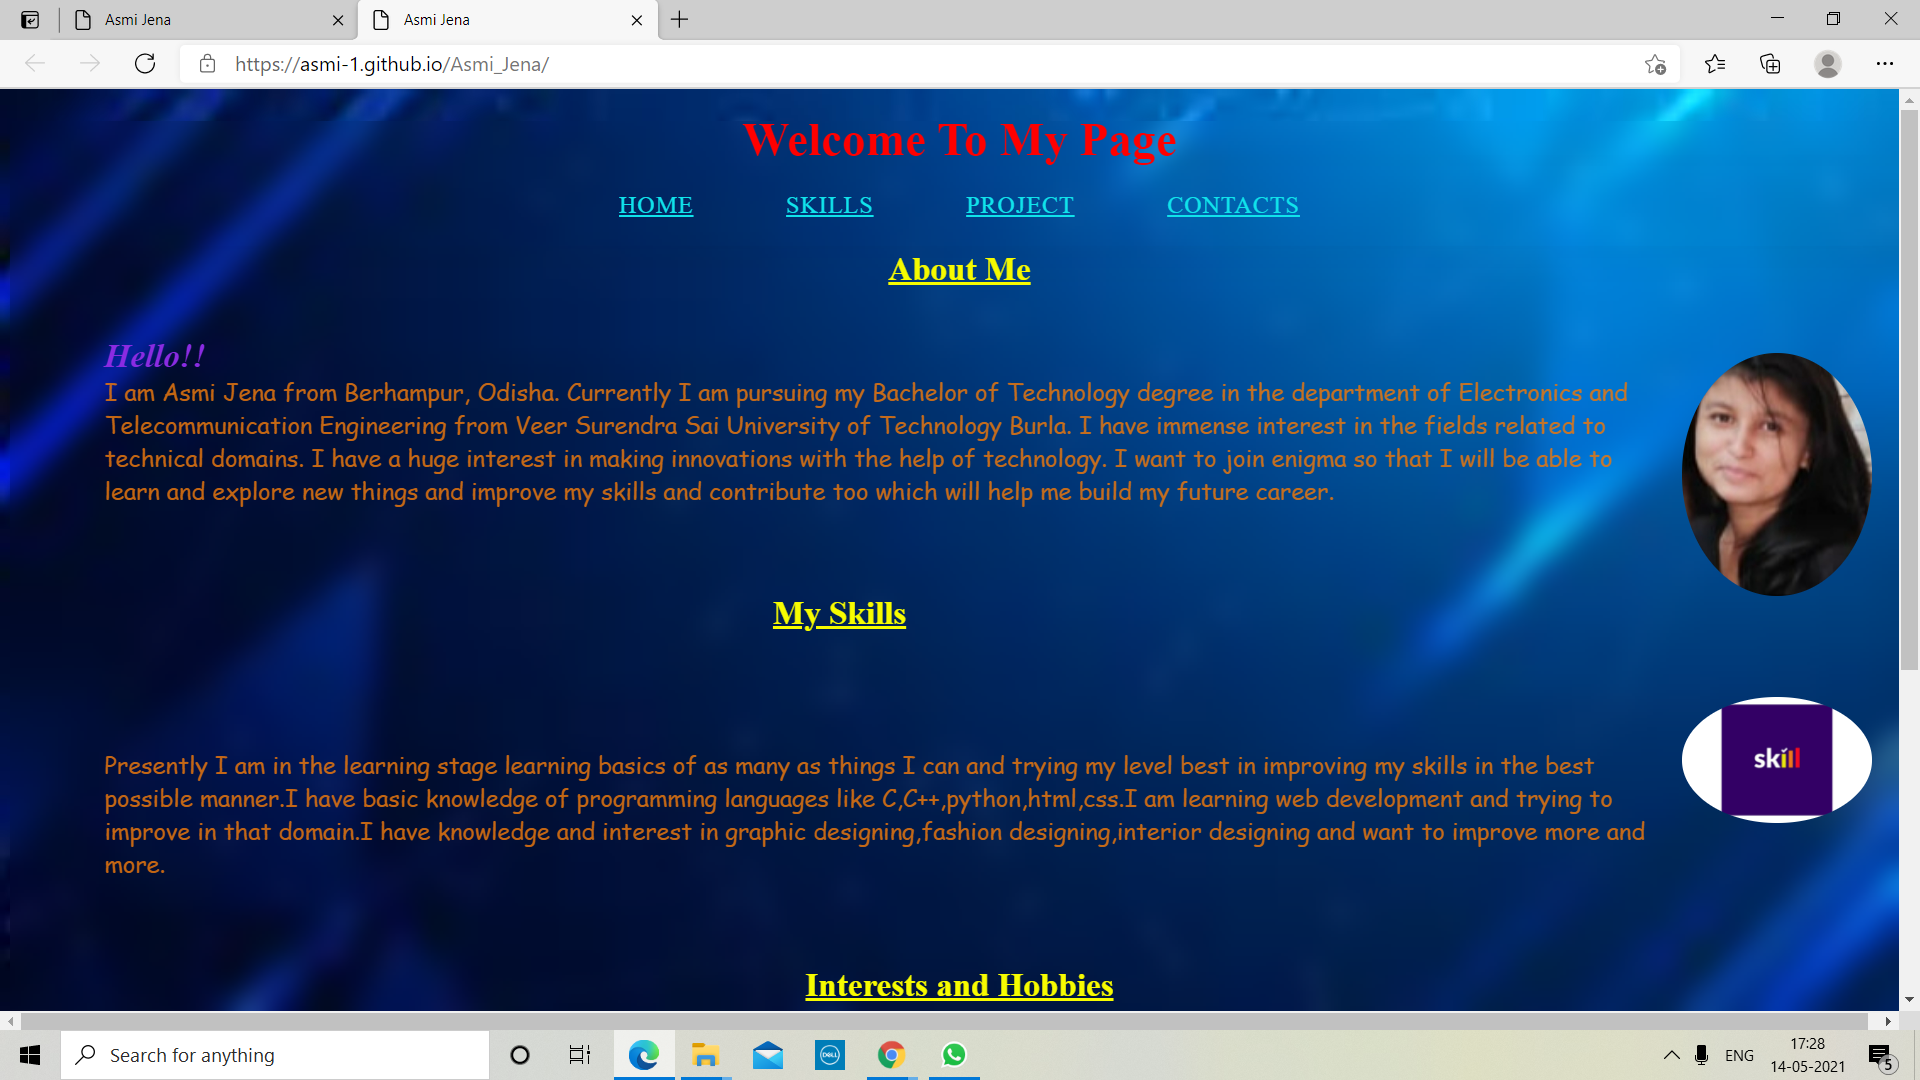 Asmi Jena
Asmi Jena
https://asmi-1.github.io/Asmi_Jena/
Welcome To My Page
HOME SKILLS PROJECT CONTACTS
About Me
Hello!!
I am Asmi Jena from Berhampur, Odisha. Currently I am pursuing my Bachelor of Technology degree in the department of Electronics and
Telecommunication Engineering from Veer Surendra Sai University of Technology Burla. I have immense interest in the fields related to
technical domains. I have a huge interest in making innovations with the help of technology. I want to join enigma so that I will be able to
learn and explore new things and improve my skills and contribute too which will help me build my future career.
My Skills
skill
Presently I am in the learning stage learning basics of as many as things I can and trying my level best in improving my skills in the best
possible manner.I have basic knowledge of programming languages like C,C++,python,html,css.I am learning web development and trying to
improve in that domain.I have knowledge and interest in graphic designing,fashion designing,interior designing and want to improve more and
more.
Interests and Hobbies
Search for anything
DELL
ENG
17:28
14-05-2021
5